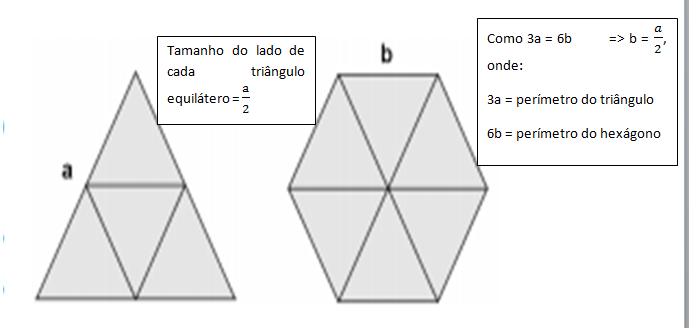 Tamanho do lado de
cada triângulo
equilátero = a/2
a
b
Como 3a = 6b => b = a/2,
onde:
3a = perímetro do triângulo
6b = perímetro do hexágono